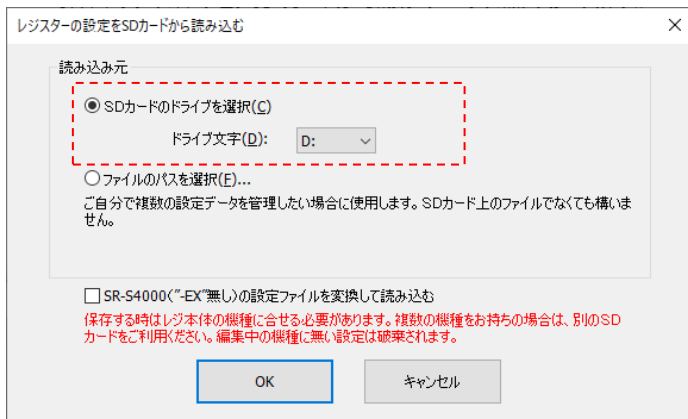 レジスターの設定をSDカードから読み込む
読み込み元
SDカードのドライブを選択(C)
ドライブ文字(D):
D:
ファイルのパスを選択(F)...
ご自分で複数の設定データを管理したい場合に使用します。SDカード上のファイルでなくても構いま
せん。
SR-S4000("-EX"無し)の設定ファイルを変換して読み込む
保存する時はレジ本体の機種に合せる必要があります。複数の機種をお持ちの場合は、別のSD
カードをご利用ください。編集中の機種に無い設定は破棄されます。
OK
キャンセル